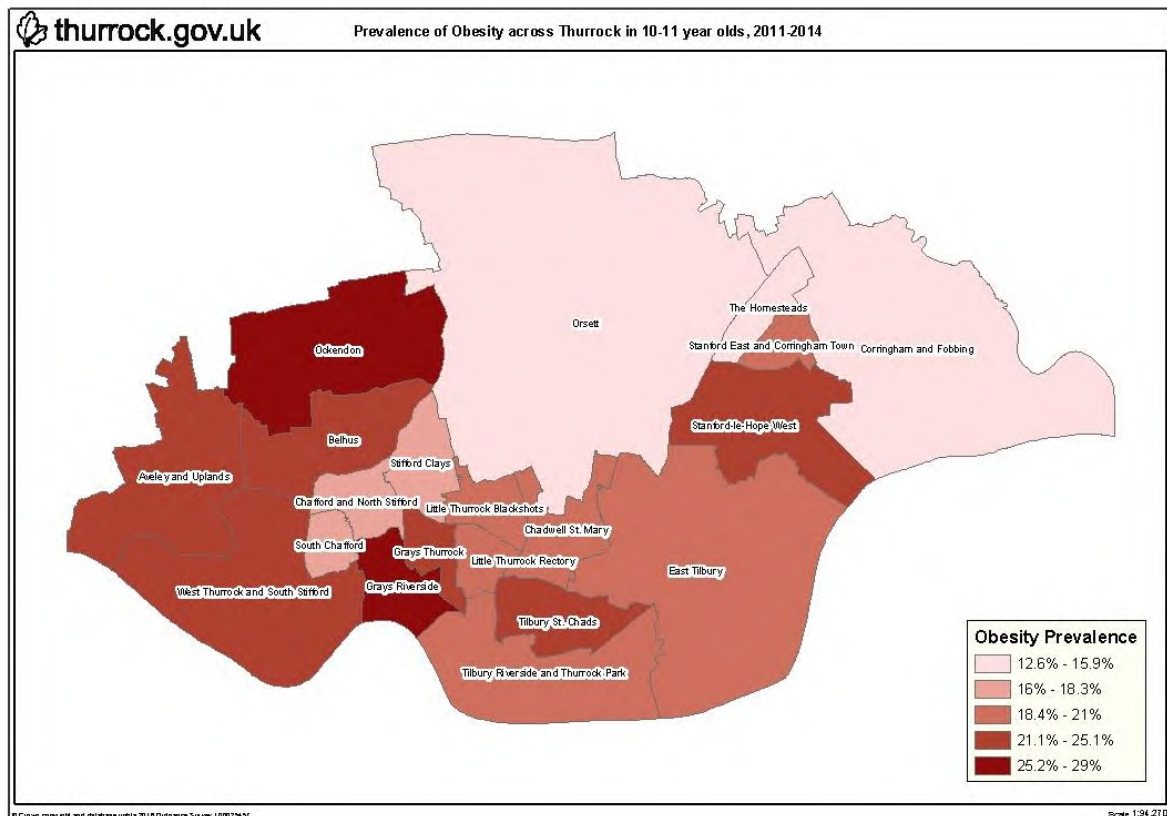 thurrock.gov.uk
Prevalence of Obesity across Thurrock in 10-11 year olds, 2011-2014
Orsett
The Homesteads
Ockendon
Stanford East and Corringham Town
Corringham and Fobbing
Stanford-le-Hope West
Belhus
Stifford Clays
Aveley and Uplands
Chafford and North Stifford
Little Thurrock Blackshots
Chadwell St. Mary
South Chafford
Grays Thurrock
Little Thurrock Rectory
East Tilbury
Grays Riverside
West Thurrock and South Stifford
Tilbury St. Chads
Tilbury Riverside and Thurrock Park
Obesity Prevalence
12.6% - 15.9%
16% - 18.3%
18.4% - 21%
21.1% - 25.1%
25.2% - 29%
Scale 1:94,270